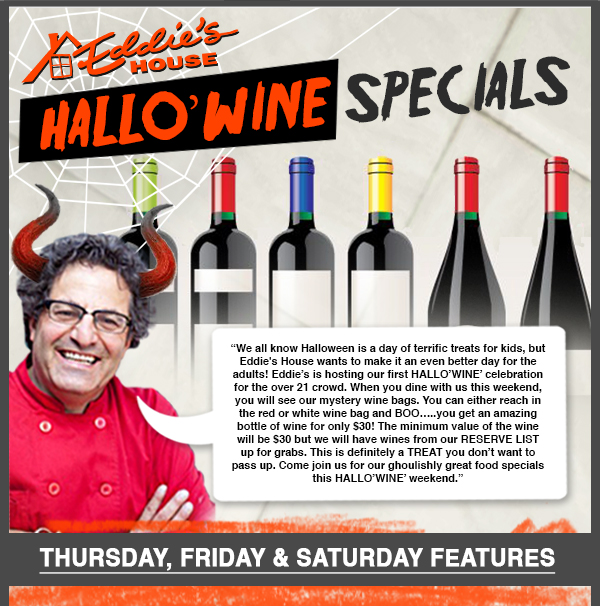 Eddie's
HOUSE
HALLO'WINE SPECIALS
“We all know Halloween is a day of terrific treats for kids, but
Eddie’s House wants to make it an even better day for the
adults! Eddie’s is hosting our first HALLO’WINE’ celebration
for the over 21 crowd. When you dine with us this weekend,
you will see our mystery wine bags. You can either reach in
the red or white wine bag and BOO.....you get an amazing
bottle of wine for only $30! The minimum value of the wine
will be $30 but we will have wines from our RESERVE LIST
up for grabs. This is definitely a TREAT you don’t want to
pass up. Come join us for our ghoulishly great food specials
this HALLO’WINE’ weekend.”
THURSDAY, FRIDAY & SATURDAY FEATURES